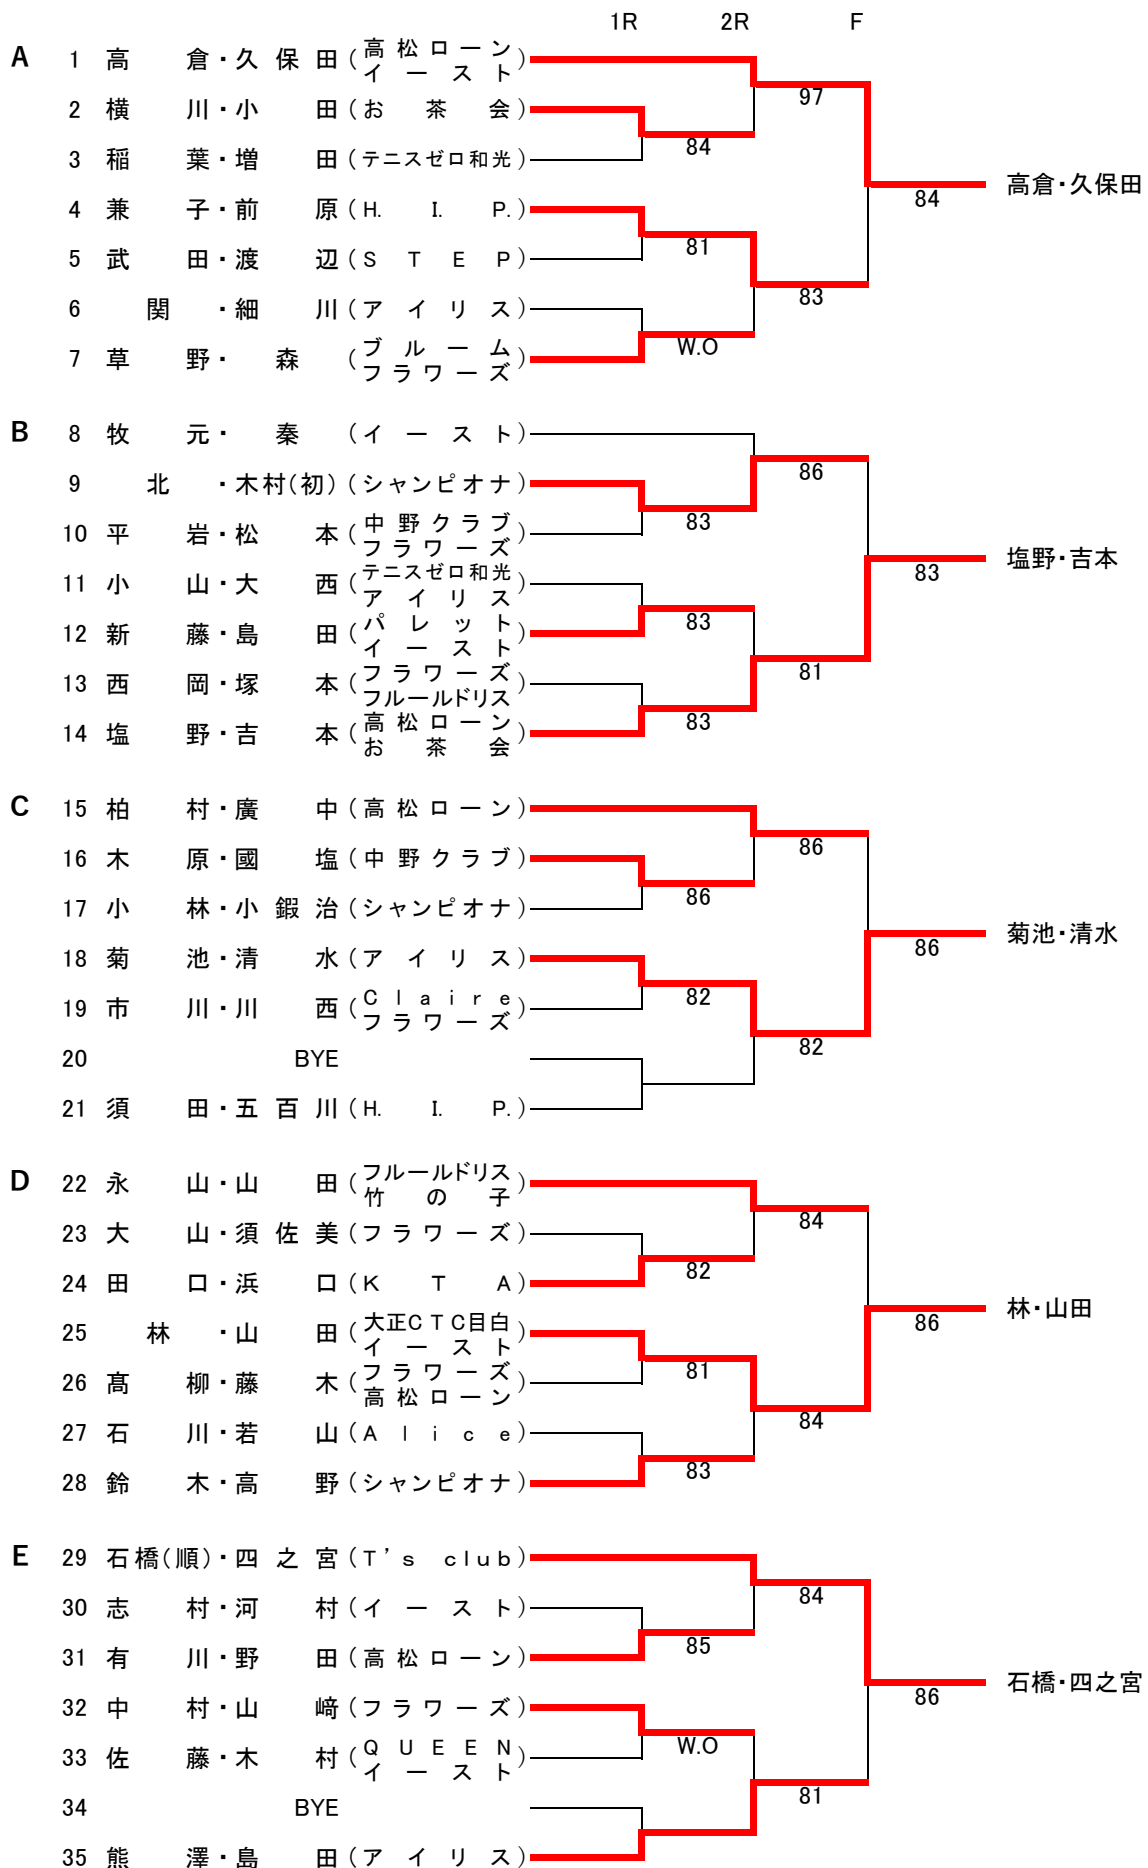 1R 2R F
A 1 高倉・久保田(高松ローン イースト)
97
2 横川・小田(お茶会)
84
3 稲葉・増田(テニスゼロ和光)
84 高倉・久保田
4 兼子・前原(H. I. P.)
81
5 武田・渡辺(STEP)
83
6 関・細川(アイリス)
W.O
7 草野・森(ブルーム フラワーズ)
B 8 牧元・秦(イースト)
86
9 北・木村(初)(シャンピオナ)
83
10 平岩・松本(中野クラブ フラワーズ)
83 塩野・吉本
11 小山・大西(テニスゼロ和光 アイリス)
83
12 新藤・島田(パレット イースト)
81
13 西岡・塚本(フラワーズ フルールドリス)
83
14 塩野・吉本(高松ローン お茶会)
C 15 柏村・廣中(高松ローン)
86
16 木原・國塩(中野クラブ)
86
17 小林・小鍜治(シャンピオナ)
86 菊池・清水
18 菊池・清水(アイリス)
82
19 市川・川西(Claire フラワーズ)
82
20 BYE
21 須田・五百川(H. I. P.)
D 22 永山・山田(フルールドリス 竹の子)
84
23 大山・須佐美(フラワーズ)
82
24 田口・浜口(KTA)
86 林・山田
25 林・山田(大正CTC目白 イースト)
81
26 髙柳・藤木(フラワーズ 高松ローン)
84
27 石川・若山(Alice)
83
28 鈴木・高野(シャンピオナ)
E 29 石橋(順)・四之宮(T's club)
84
30 志村・河村(イースト)
85
31 有川・野田(高松ローン)
86 石橋・四之宮
32 中村・山﨑(フラワーズ)
W.O
33 佐藤・木村(QUEEN イースト)
81
34 BYE
35 熊澤・島田(アイリス)